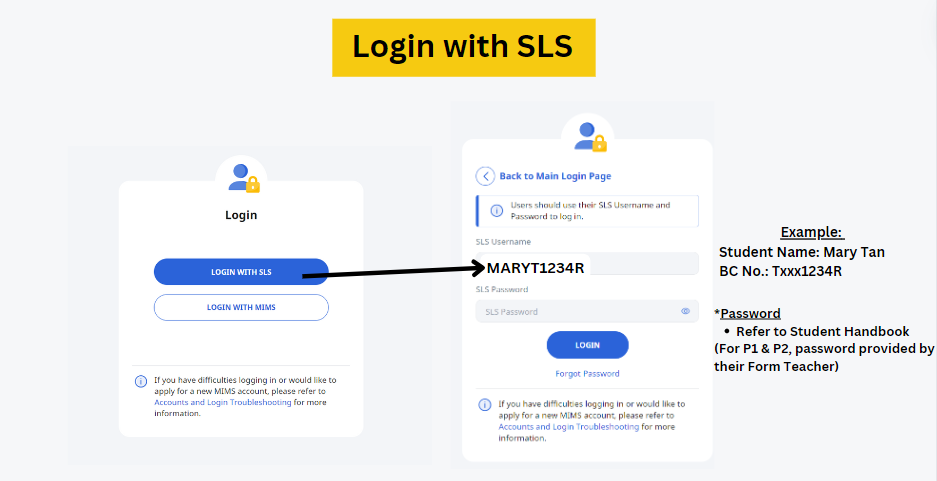 Login with SLS
Login
LOGIN WITH SLS
LOGIN WITH MIMS
If you have difficulties logging in or would like to
apply for a new MIMS account, please refer to
Accounts and Login Troubleshooting for more
information.
Back to Main Login Page
Users should use their SLS Username and
Password to log in.
SLS Username
MARYT1234R
SLS Password
SLS Password
LOGIN
Forgot Password
If you have difficulties logging in or would like to
apply for a new MIMS account, please refer to
Accounts and Login Troubleshooting for more
information.
Example:
Student Name: Mary Tan
BC No.: Txxx1234R
*Password
• Refer to Student Handbook
(For P1 & P2, password provided by
their Form Teacher)